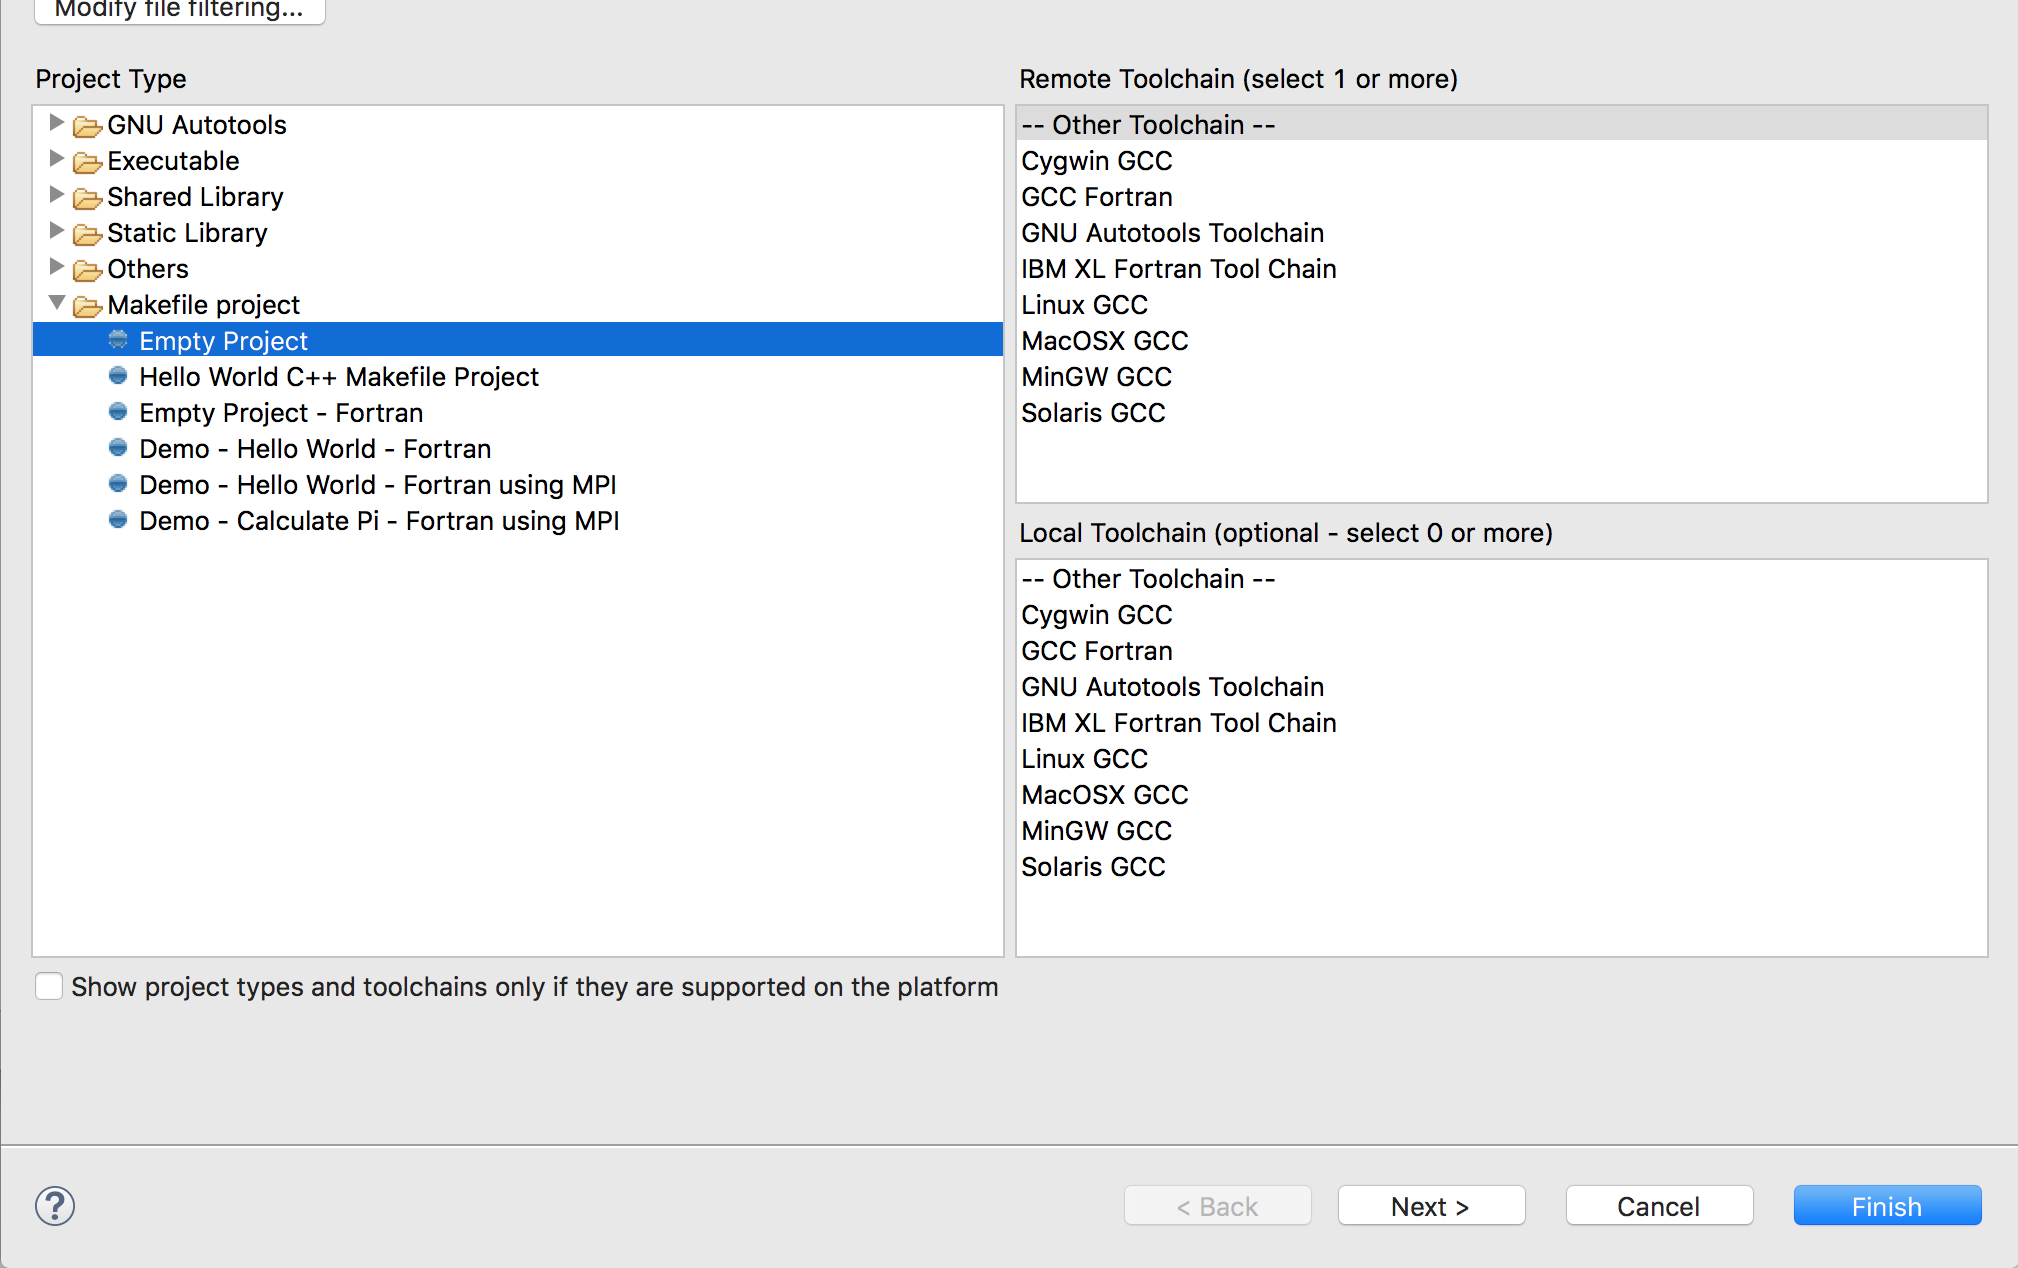 Modify file filtering...
Project Type
GNU Autotools
Executable
Shared Library
Static Library
Others
Makefile project
Empty Project
Hello World C++ Makefile Project
Empty Project - Fortran
Demo - Hello World - Fortran
Demo - Hello World - Fortran using MPI
Demo - Calculate Pi - Fortran using MPI
Remote Toolchain (select 1 or more)
-- Other Toolchain --
Cygwin GCC
GCC Fortran
GNU Autotools Toolchain
IBM XL Fortran Tool Chain
Linux GCC
MacOSX GCC
MinGW GCC
Solaris GCC
Local Toolchain (optional - select 0 or more)
-- Other Toolchain --
Cygwin GCC
GCC Fortran
GNU Autotools Toolchain
IBM XL Fortran Tool Chain
Linux GCC
MacOSX GCC
MinGW GCC
Solaris GCC
Show project types and toolchains only if they are supported on the platform
?
< Back
Next >
Cancel
Finish